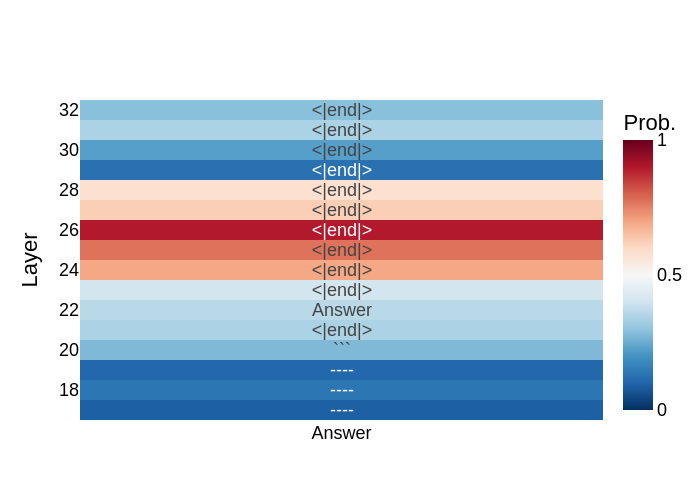 Prob.
1
0.5
0
Layer
32
<|end|>
<|end|>
30
<|end|>
<|end|>
28
<|end|>
<|end|>
26
<|end|>
<|end|>
24
<|end|>
<|end|>
22
Answer
<|end|>
20
```
----
18
----
----
Answer